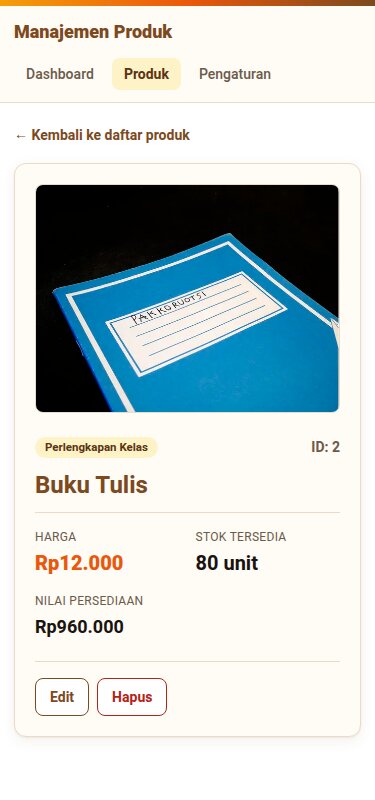 Manajemen Produk
Dashboard Produk Pengaturan
← Kembali ke daftar produk
PAKKORUOTSI
Perlengkapan Kelas ID: 2
Buku Tulis
HARGA STOK TERSEDIA
Rp12.000 80 unit
NILAI PERSEDIAAN
Rp960.000
Edit Hapus